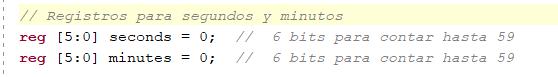 // Registros para segundos y minutos
reg [5:0] seconds = 0;  //  6 bits para contar hasta 59
reg [5:0] minutes = 0;  //  6 bits para contar hasta 59